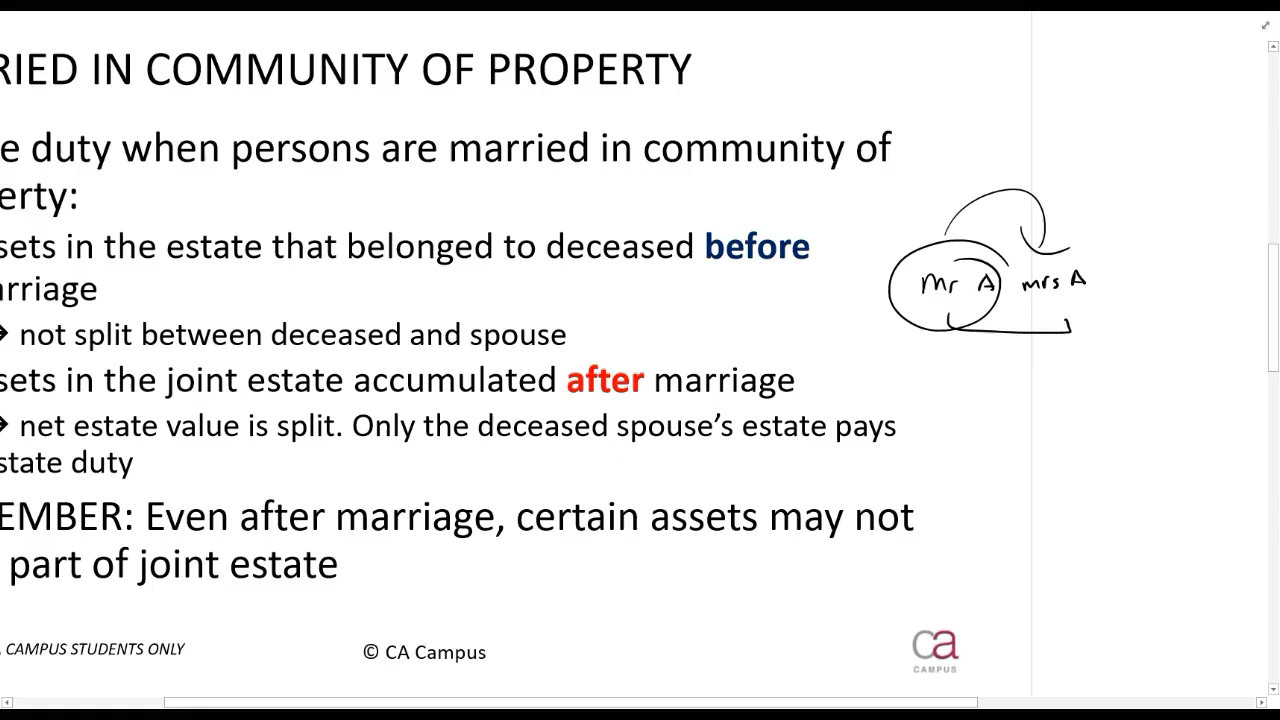 RIED IN COMMUNITY OF PROPERTY
e duty when persons are married in community of
erty:
sets in the estate that belonged to deceased before
rriage
not split between deceased and spouse
sets in the joint estate accumulated after marriage
net estate value is split. Only the deceased spouse’s estate pays
state duty
EMBER: Even after marriage, certain assets may not
part of joint estate
Mr A mrs A
CAMPUS STUDENTS ONLY
© CA Campus
ca
CAMPUS